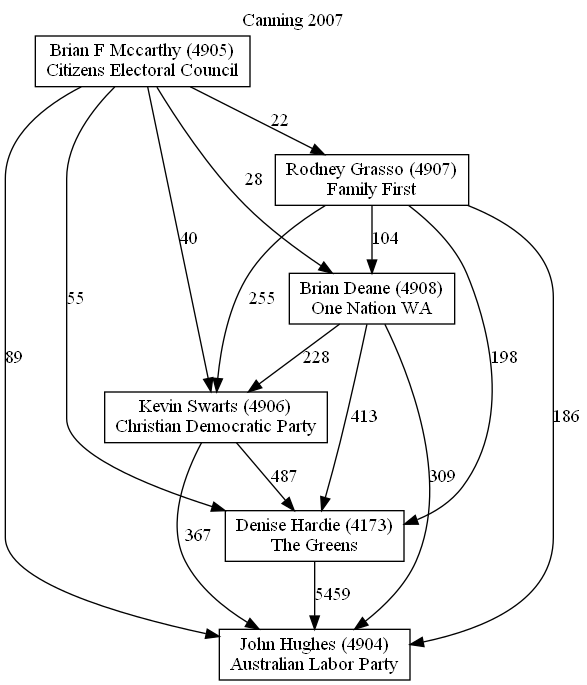 Canning 2007
Brian F Mccarthy (4905)
Citizens Electoral Council
22
Rodney Grasso (4907)
Family First
28
40
104
Brian Deane (4908)
One Nation WA
55
255
89
228
198
Kevin Swarts (4906)
Christian Democratic Party
413
186
487
309
367
Denise Hardie (4173)
The Greens
5459
John Hughes (4904)
Australian Labor Party